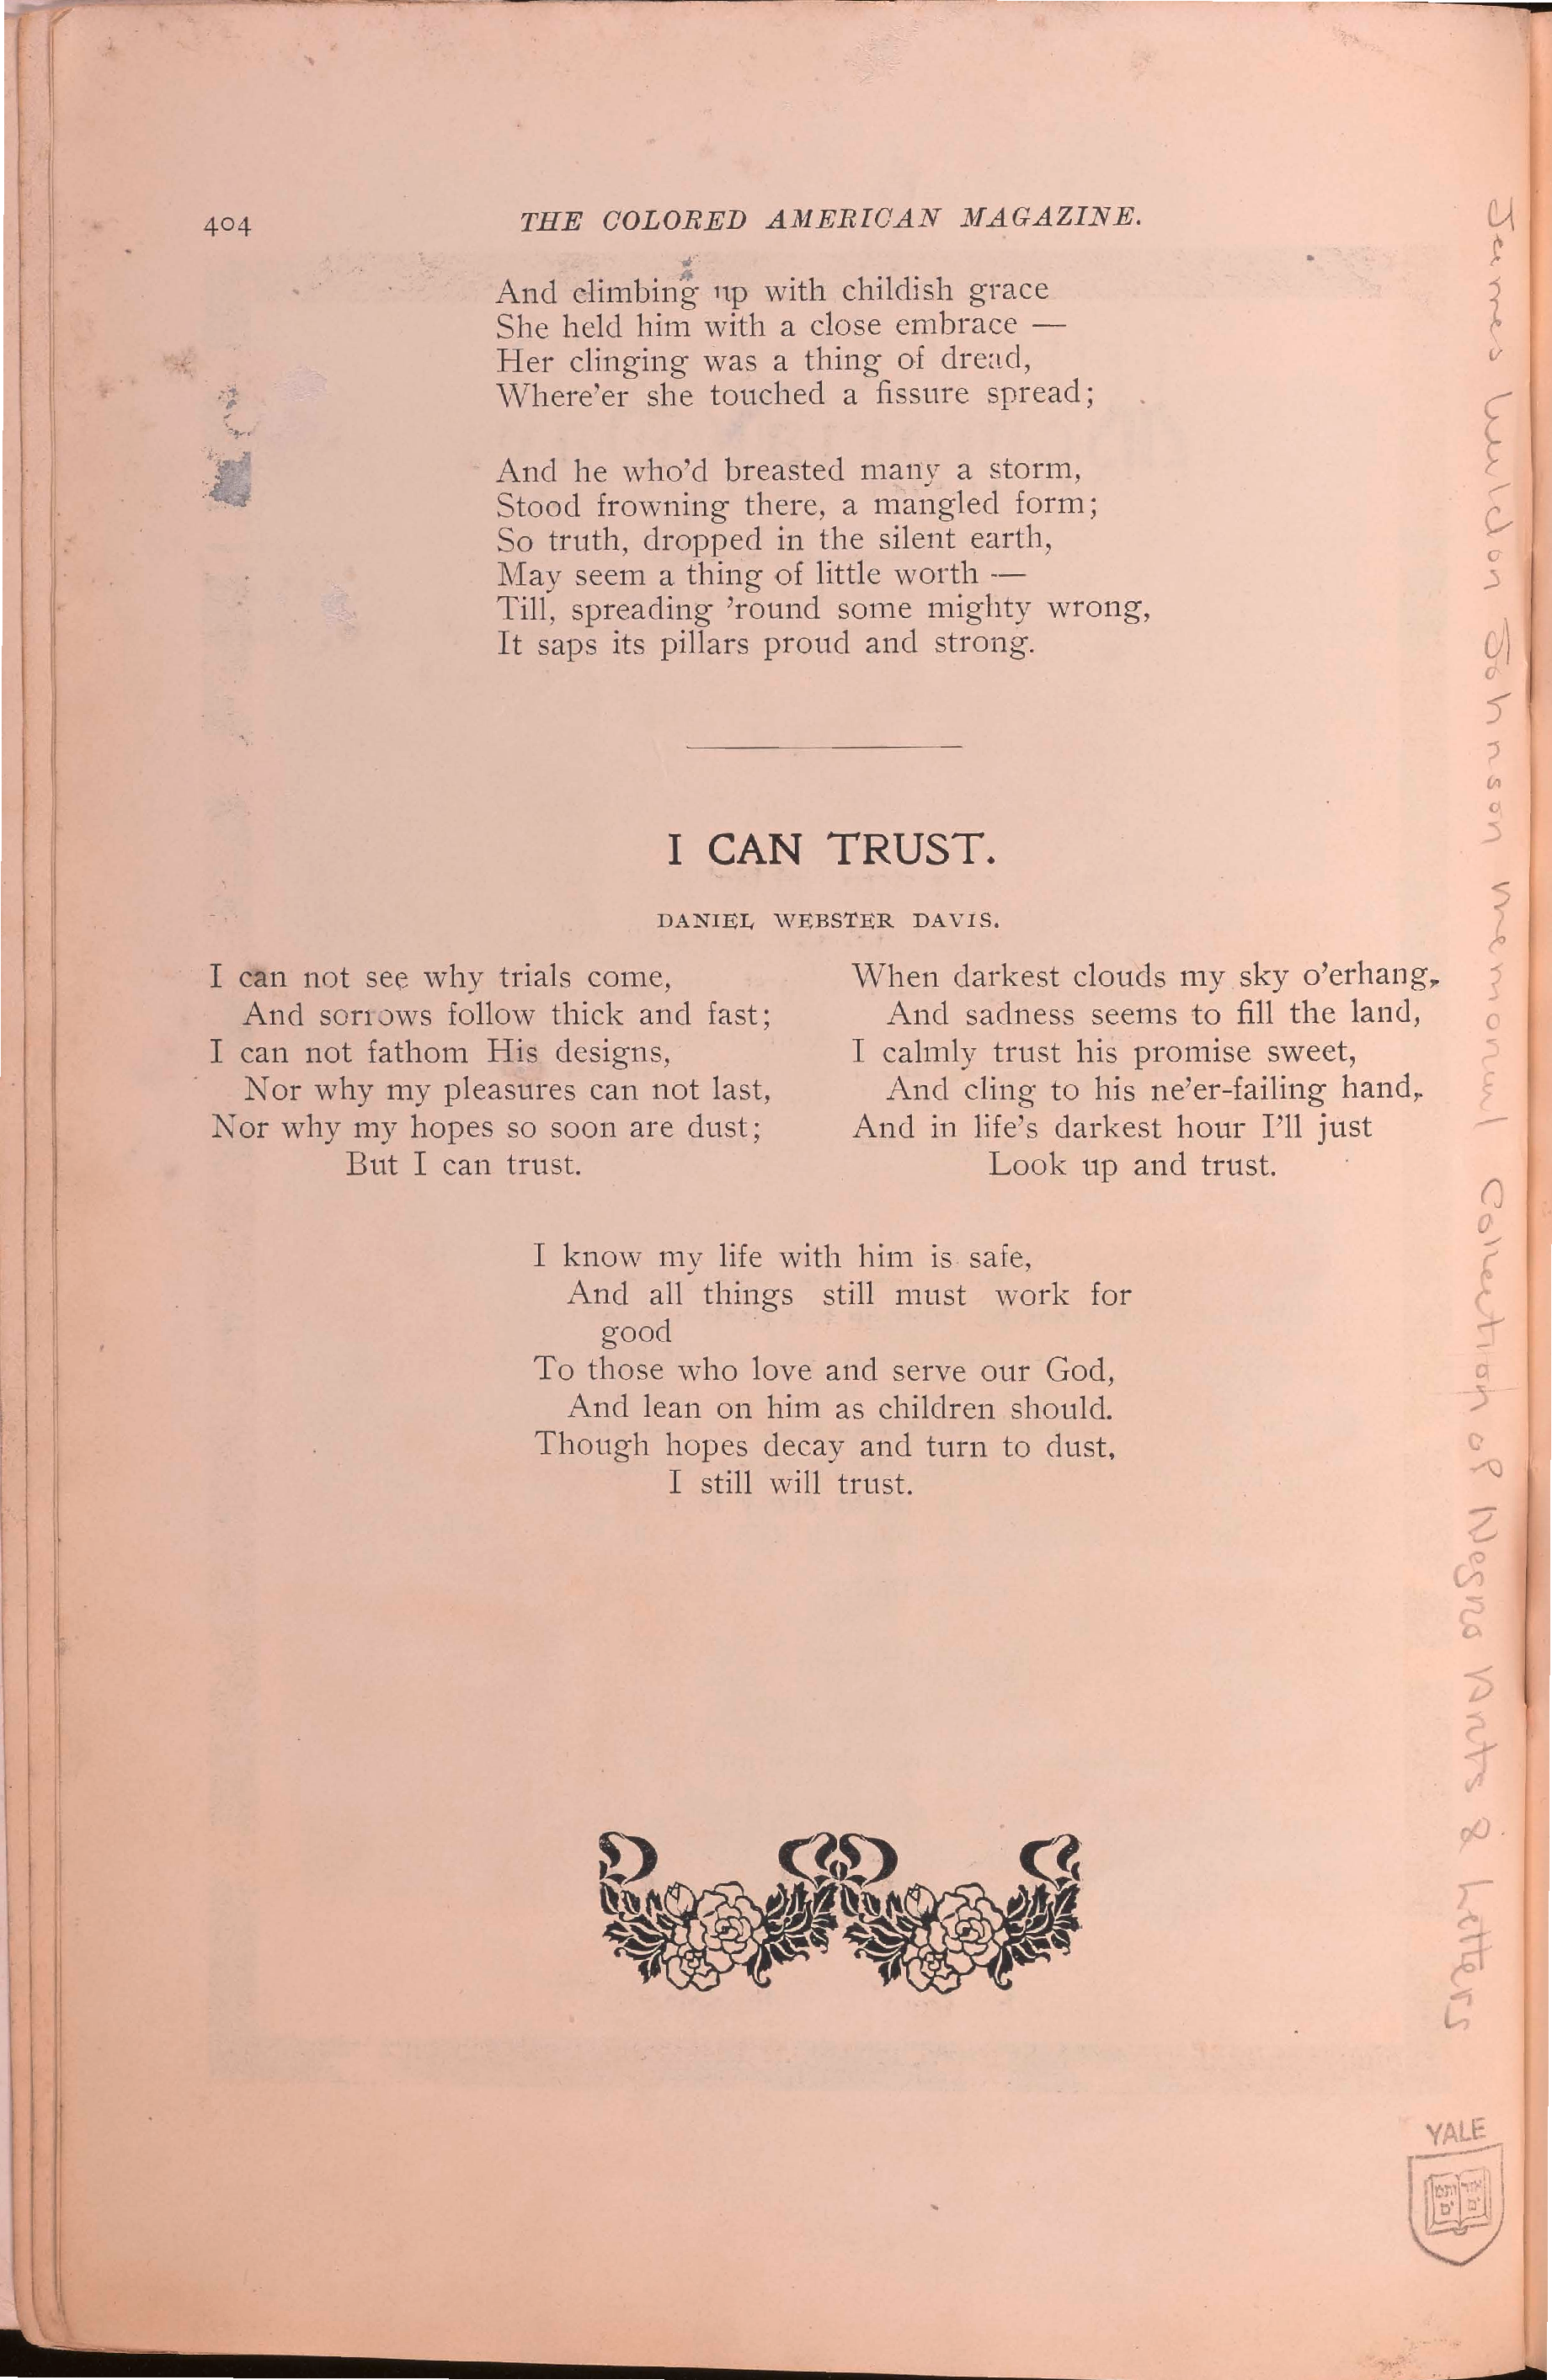 404
THE COLORED AMERICAN MAGAZINE.
And climbing up with childish grace
She held him with a close embrace —
Her clinging was a thing of dread,
Where'er she touched a fissure spread;
And he who'd breasted many a storm,
Stood frowning there, a mangled form;
So truth, dropped in the silent earth,
May seem a thing of little worth —
Till, spreading 'round some mighty wrong,
It saps its pillars proud and strong.
I CAN TRUST.
DANIEL WEBSTER DAVIS.
I can not see why trials come,
And sorrows follow thick and fast;
I can not fathom His designs,
Nor why my pleasures can not last,
Nor why my hopes so soon are dust;
But I can trust.
When darkest clouds my sky o'erhang,
And sadness seems to fill the land,
I calmly trust his promise sweet,
And cling to his ne'er-failing hand,
And in life's darkest hour I'll just
Look up and trust.
I know my life with him is safe,
And all things still must work for
good
To those who love and serve our God,
And lean on him as children should.
Though hopes decay and turn to dust,
I still will trust.
James Weldon Johnson Memorial Collection of Negro Arts & Letters
YALE